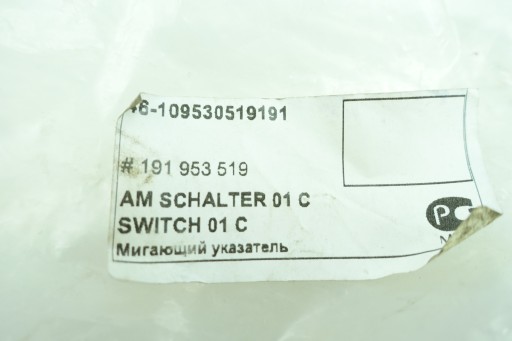 6-109530519191
# 191 953 519
AM SCHALTER 01 C
SWITCH 01 C
Мигающий указатель